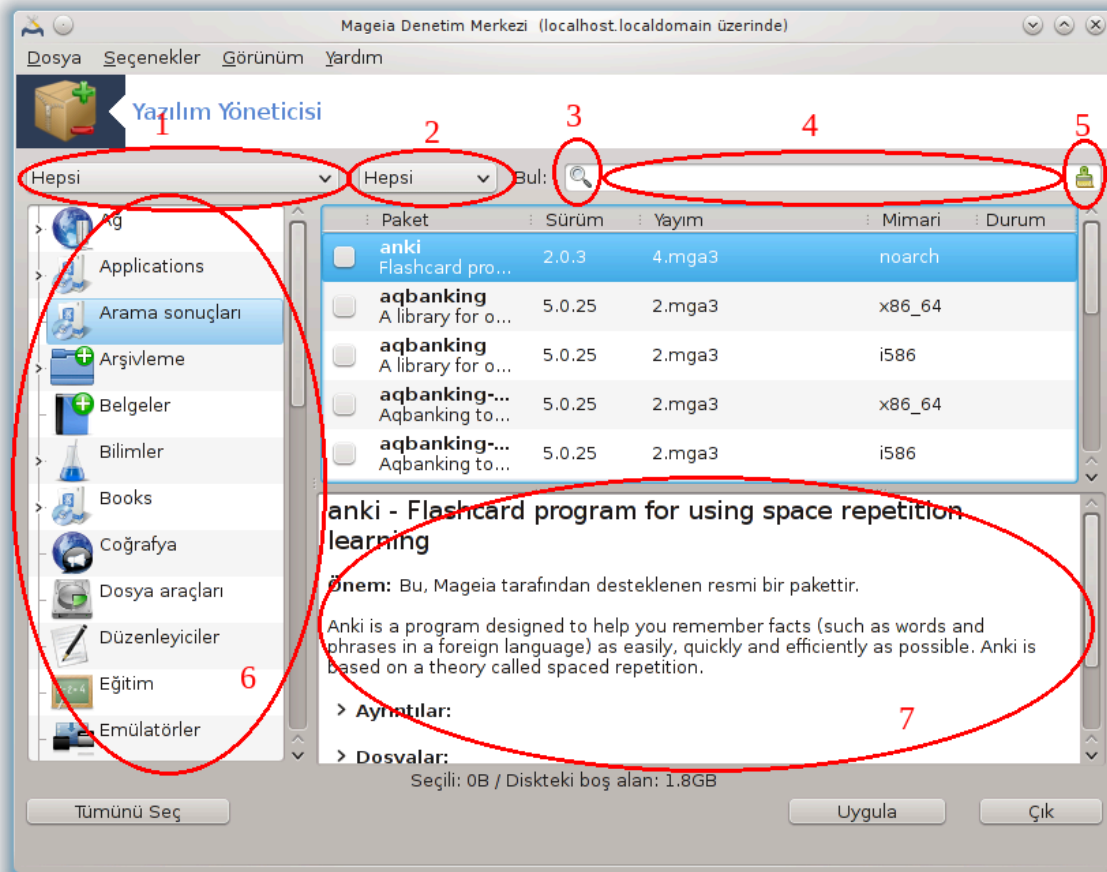 Mageia Denetim Merkezi (localhost.localdomain üzerinde)
Dosya Seçenekler Görünüm Yardım
Yazılım Yöneticisi
1 2 3 4 5
Hepsi Hepsi Bul:
Ağ
Applications
Arama sonuçları
Arşivleme
Belgeler
Bilimler
Books
Coğrafya
Dosya araçları
Düzenleyiciler
6
Eğitim
Emülatörler
Paket Sürüm Yayım Mimari Durum
anki 2.0.3 4.mga3 noarch
Flashcard pro...
aqbanking 5.0.25 2.mga3 x86_64
A library for o...
aqbanking 5.0.25 2.mga3 i586
A library for o...
aqbanking-... 5.0.25 2.mga3 x86_64
Aqbanking to...
aqbanking-... 5.0.25 2.mga3 i586
Aqbanking to...
anki - Flashcard program for using space repetition
learning
Önem: Bu, Mageia tarafından desteklenen resmi bir pakettir.
Anki is a program designed to help you remember facts (such as words and
phrases in a foreign language) as easily, quickly and efficiently as possible. Anki is
based on a theory called spaced repetition.
Ayrıntılar:
7
Dosyalar:
Seçili: 0B / Diskteki boş alan: 1.8GB
Tümünü Seç Uygula Çık